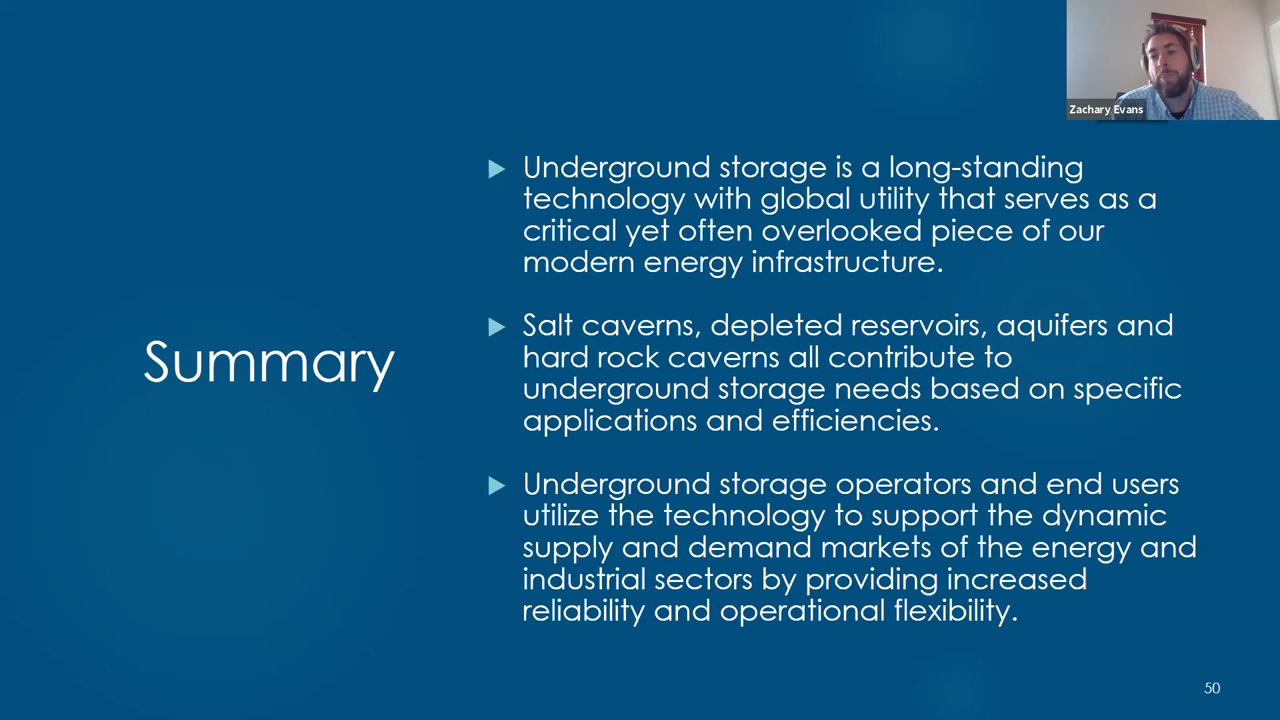 Zachary Evans
Summary
Underground storage is a long-standing
technology with global utility that serves as a
critical yet often overlooked piece of our
modern energy infrastructure.
Salt caverns, depleted reservoirs, aquifers and
hard rock caverns all contribute to
underground storage needs based on specific
applications and efficiencies.
Underground storage operators and end users
utilize the technology to support the dynamic
supply and demand markets of the energy and
industrial sectors by providing increased
reliability and operational flexibility.
50